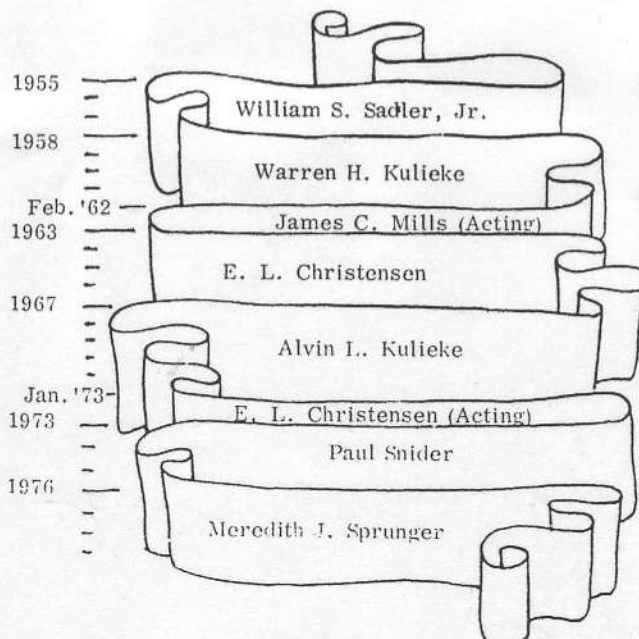 1955
William S. Sadler, Jr.
1958
Warren H. Kulieke
Feb. '62
James C. Mills (Acting)
1963
E. L. Christensen
1967
Alvin L. Kulieke
Jan. '73
E. L. Christensen (Acting)
1973
Paul Snider
1976
Meredith J. Sprunger